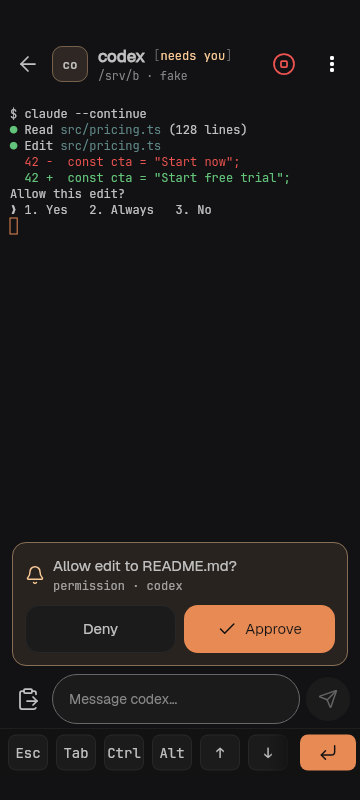 co
codex [needs you]
/srv/b · fake
$ claude --continue
● Read src/pricing.ts (128 lines)
● Edit src/pricing.ts
42 -  const cta = "Start now";
42 +  const cta = "Start free trial";
Allow this edit?
❯ 1. Yes   2. Always   3. No
Allow edit to README.md?
permission · codex
Deny
Approve
Message codex…
Esc Tab Ctrl Alt ↑ ↓